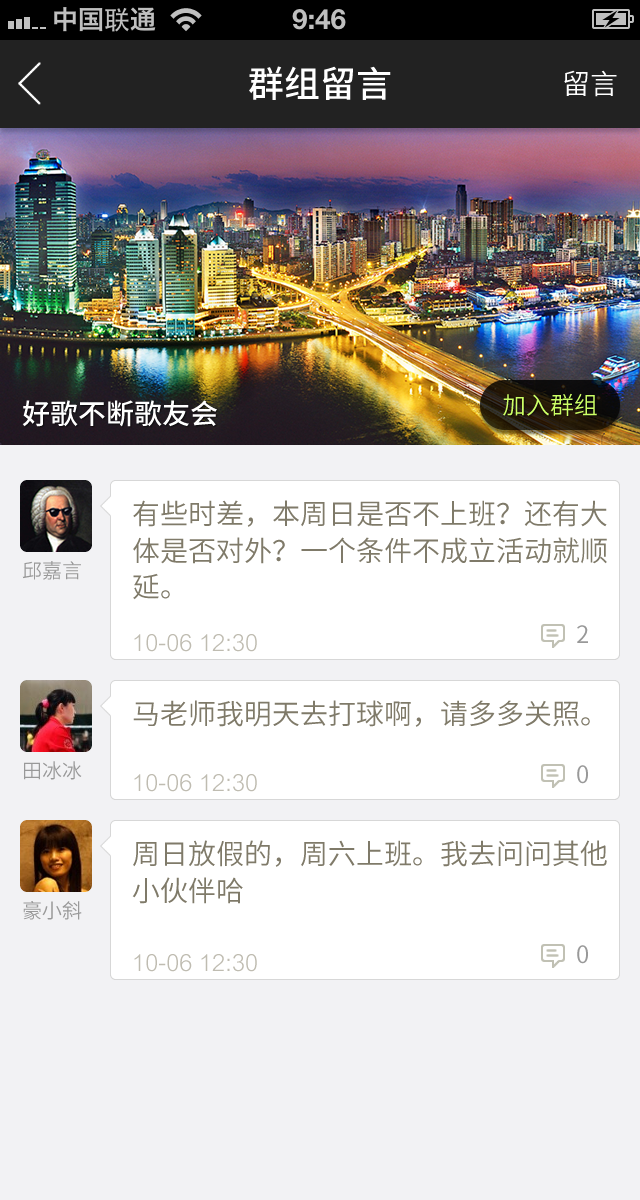 中国联通 9:46
群组留言 留言
好歌不断歌友会 加入群组
有些时差，本周日是否不上班？还有大
体是否对外？一个条件不成立活动就顺
延。
邱嘉言
10-06 12:30 2
马老师我明天去打球啊，请多多关照。
田冰冰
10-06 12:30 0
周日放假的，周六上班。我去问问其他
小伙伴哈
豪小斜
10-06 12:30 0